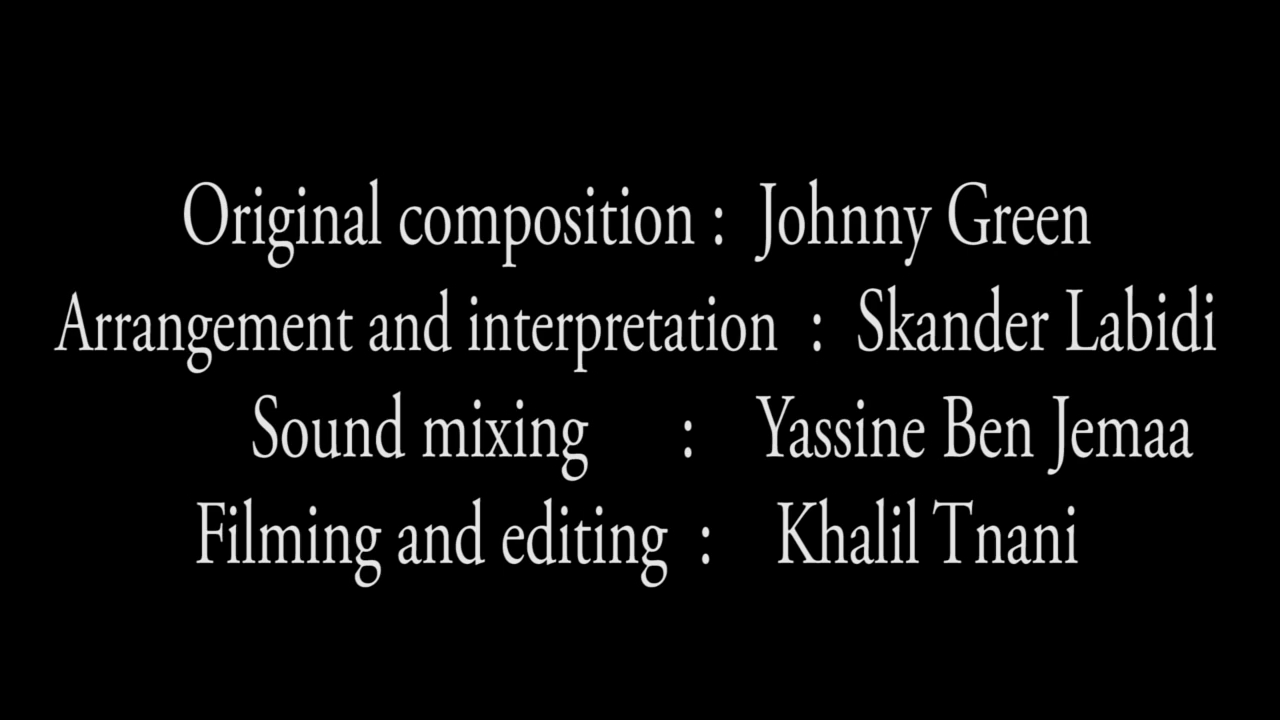 Original composition : Johnny Green
Arrangement and interpretation : Skander Labidi
Sound mixing : Yassine Ben Jemaa
Filming and editing : Khalil Tnani